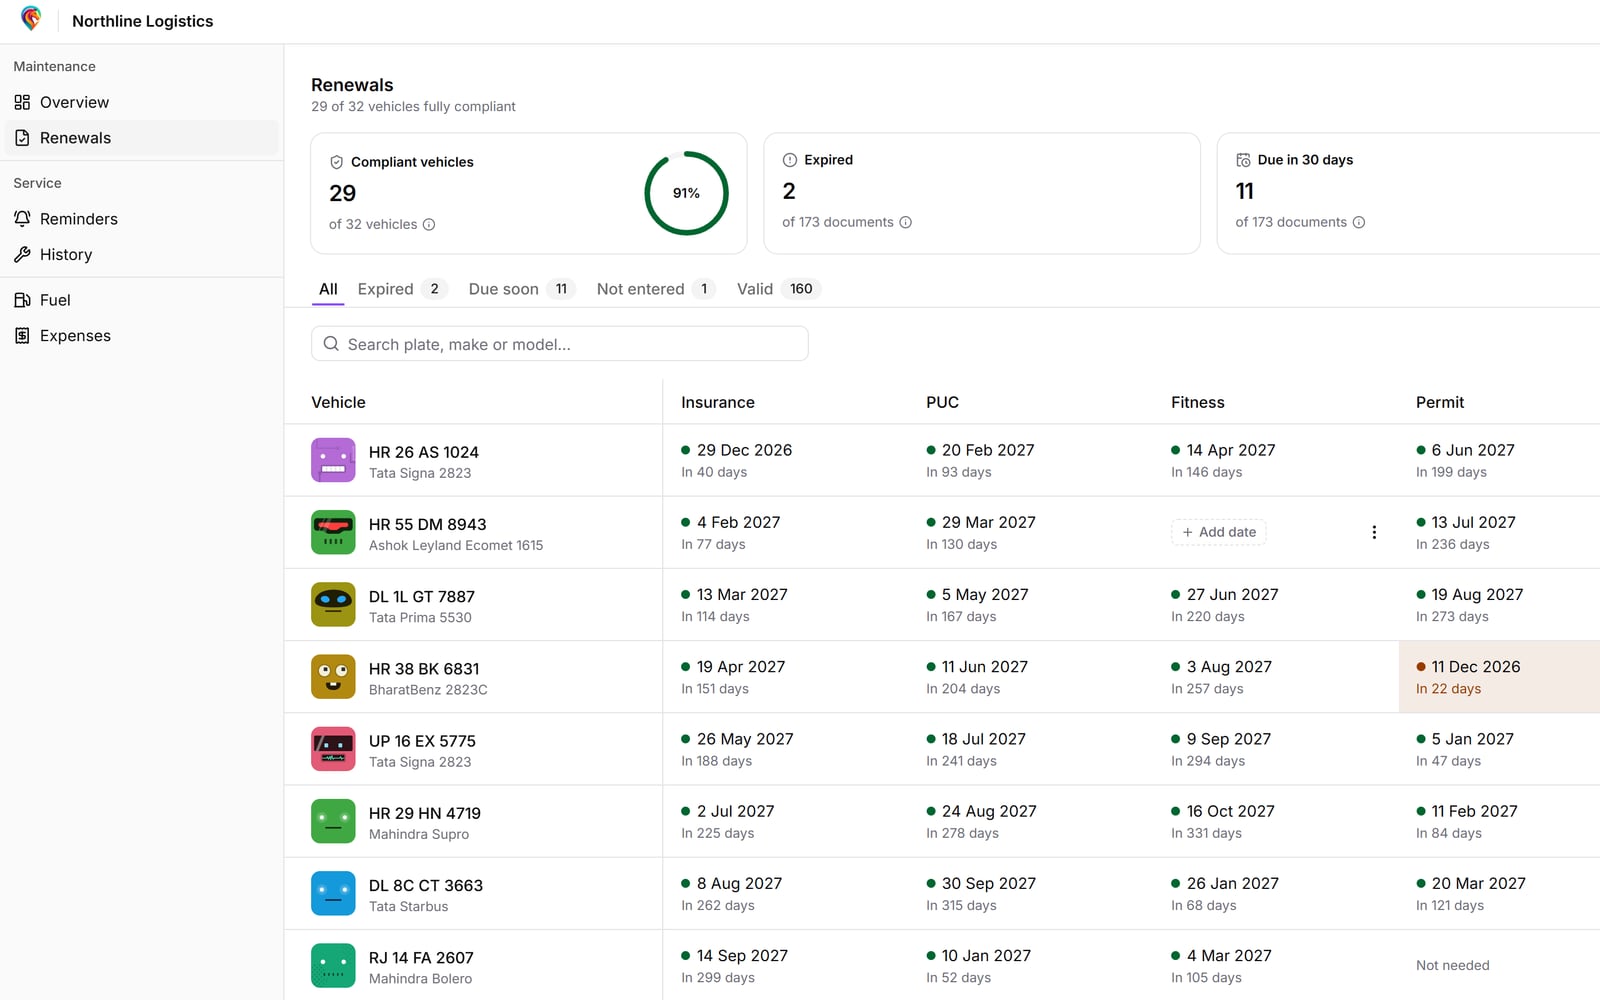 Northline Logistics
Maintenance
Overview
Renewals
Service
Reminders
History
Fuel
Expenses
Renewals
29 of 32 vehicles fully compliant
Compliant vehicles
29
of 32 vehicles
91%
Expired
2
of 173 documents
Due in 30 days
11
of 173 documents
All Expired 2 Due soon 11 Not entered 1 Valid 160
Search plate, make or model...
Vehicle Insurance PUC Fitness Permit
HR 26 AS 1024 29 Dec 2026 20 Feb 2027 14 Apr 2027 6 Jun 2027
Tata Signa 2823 In 40 days In 93 days In 146 days In 199 days
HR 55 DM 8943 4 Feb 2027 29 Mar 2027 + Add date 13 Jul 2027
Ashok Leyland Ecomet 1615 In 77 days In 130 days In 236 days
DL 1L GT 7887 13 Mar 2027 5 May 2027 27 Jun 2027 19 Aug 2027
Tata Prima 5530 In 114 days In 167 days In 220 days In 273 days
HR 38 BK 6831 19 Apr 2027 11 Jun 2027 3 Aug 2027 11 Dec 2026
BharatBenz 2823C In 151 days In 204 days In 257 days In 22 days
UP 16 EX 5775 26 May 2027 18 Jul 2027 9 Sep 2027 5 Jan 2027
Tata Signa 2823 In 188 days In 241 days In 294 days In 47 days
HR 29 HN 4719 2 Jul 2027 24 Aug 2027 16 Oct 2027 11 Feb 2027
Mahindra Supro In 225 days In 278 days In 331 days In 84 days
DL 8C CT 3663 8 Aug 2027 30 Sep 2027 26 Jan 2027 20 Mar 2027
Tata Starbus In 262 days In 315 days In 68 days In 121 days
RJ 14 FA 2607 14 Sep 2027 10 Jan 2027 4 Mar 2027 Not needed
Mahindra Bolero In 299 days In 52 days In 105 days